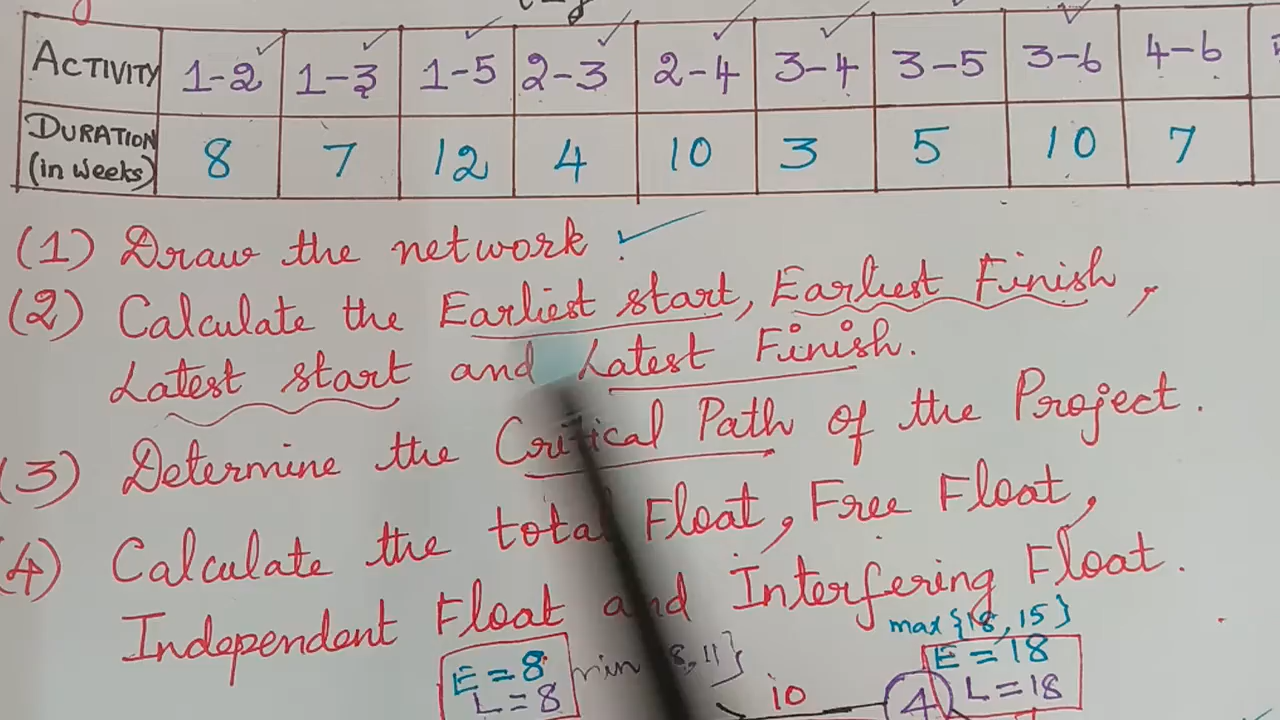 ACTIVITY 1-2 1-3 1-5 2-3 2-4 3-4 3-5 3-6 4-6
DURATION (in weeks) 8 7 12 4 10 3 5 10 7
(1) Draw the network.
(2) Calculate the Earliest start, Earliest Finish,
Latest start and Latest Finish.
(3) Determine the Critical Path of the Project.
(4) Calculate the total Float, Free Float,
Independent Float and Interfering Float.
max{18,15}
E=8 E=18
L=8 10 4 L=18